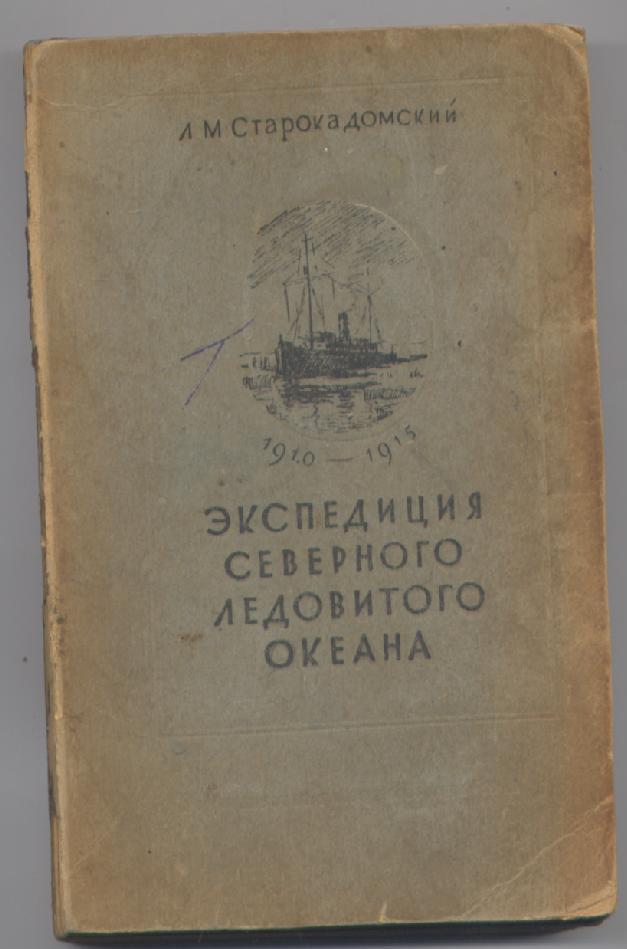 Л М Старокадомский
1910 — 1915
ЭКСПЕДИЦИЯ
СЕВЕРНОГО
ЛЕДОВИТОГО
ОКЕАНА